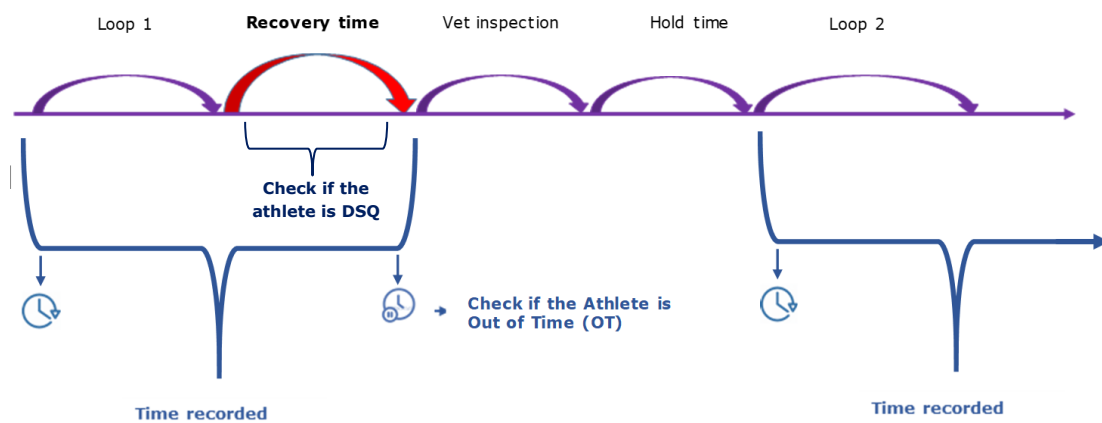 Loop 1
Recovery time
Vet inspection
Hold time
Loop 2
Check if the
athlete is DSQ
Check if the Athlete is
Out of Time (OT)
Time recorded
Time recorded